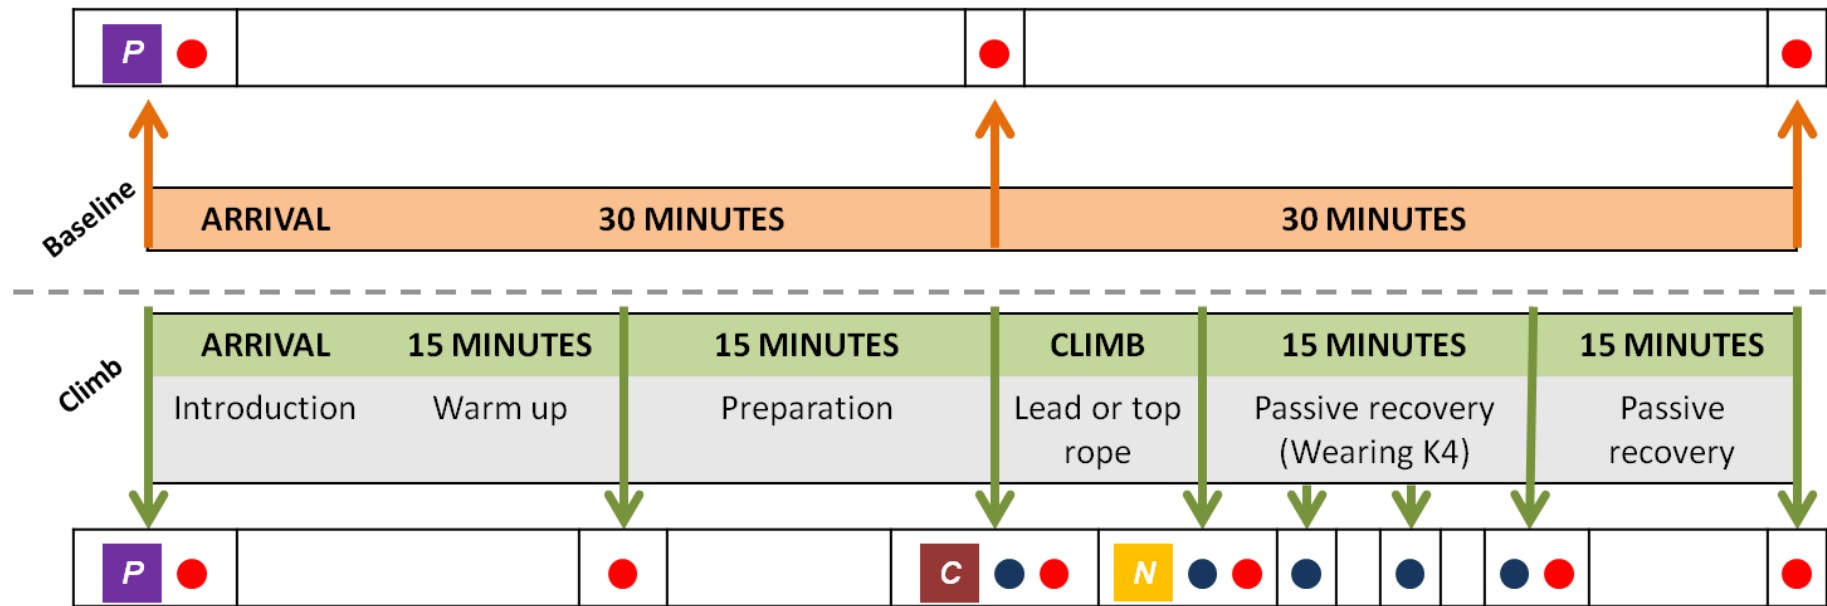 P
Baseline
ARRIVAL 30 MINUTES 30 MINUTES
Climb
ARRIVAL 15 MINUTES 15 MINUTES CLIMB 15 MINUTES 15 MINUTES
Introduction Warm up Preparation Lead or top Passive recovery Passive
rope (Wearing K4) recovery
P C N